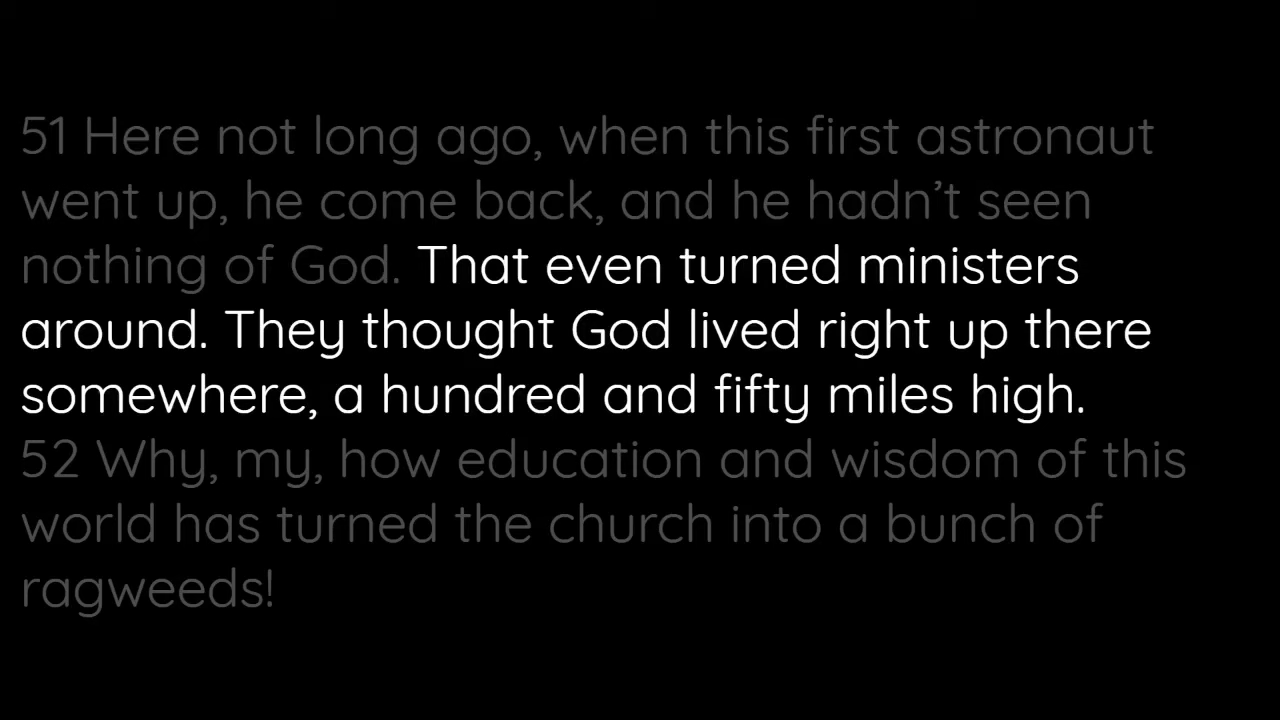 51 Here not long ago, when this first astronaut
went up, he come back, and he hadn’t seen
nothing of God. That even turned ministers
around. They thought God lived right up there
somewhere, a hundred and fifty miles high.
52 Why, my, how education and wisdom of this
world has turned the church into a bunch of
ragweeds!